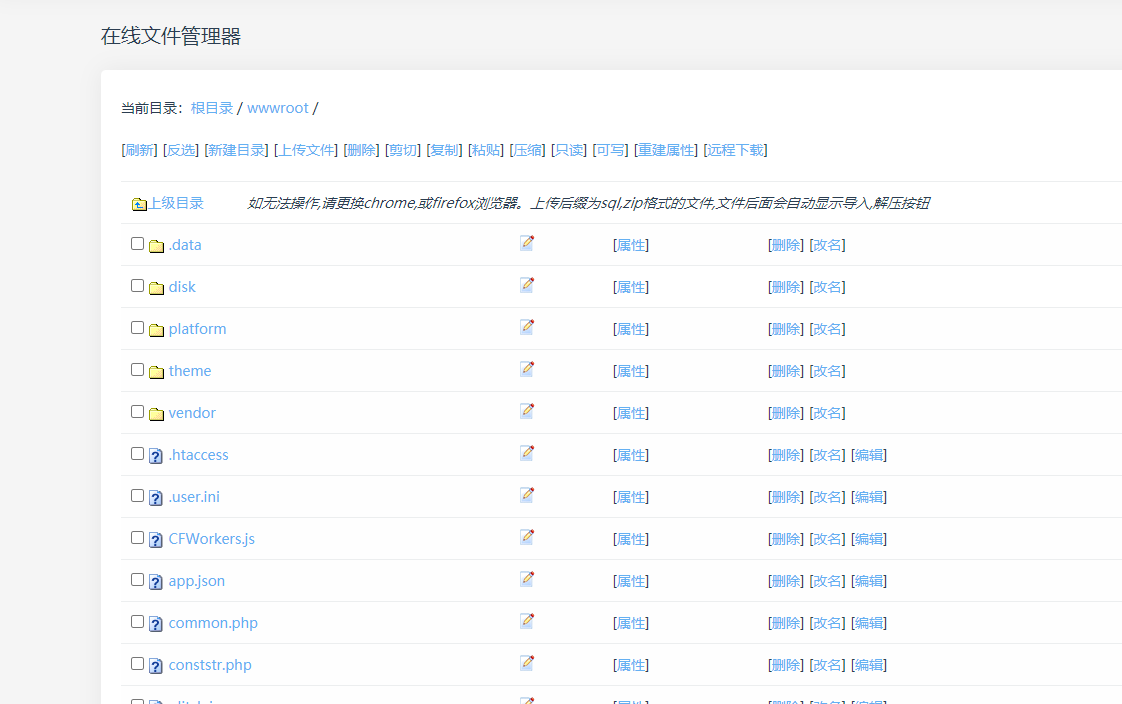 在线文件管理器
当前目录：根目录 / wwwroot /
[刷新] [反选] [新建目录] [上传文件] [删除] [剪切] [复制] [粘贴] [压缩] [只读] [可写] [重建属性] [远程下载]
上级目录 如无法操作,请更换chrome,或firefox浏览器。上传后缀为sql,zip格式的文件,文件后面会自动显示导入,解压按钮
.data [属性] [删除] [改名]
disk [属性] [删除] [改名]
platform [属性] [删除] [改名]
theme [属性] [删除] [改名]
vendor [属性] [删除] [改名]
.htaccess [属性] [删除] [改名] [编辑]
.user.ini [属性] [删除] [改名] [编辑]
CFWorkers.js [属性] [删除] [改名] [编辑]
app.json [属性] [删除] [改名] [编辑]
common.php [属性] [删除] [改名] [编辑]
conststr.php [属性] [删除] [改名] [编辑]